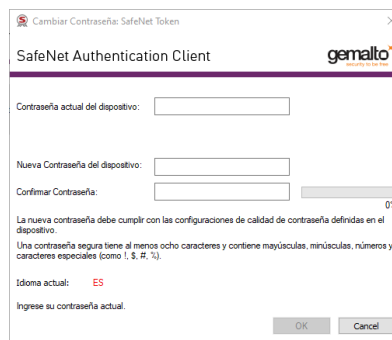 Cambiar Contraseña: SafeNet Token
SafeNet Authentication Client
gemalto
security to be free
Contraseña actual del dispositivo:
Nueva Contraseña del dispositivo:
Confirmar Contraseña:
La nueva contraseña debe cumplir con las configuraciones de calidad de contraseña definidas en el
dispositivo.
Una contraseña segura tiene al menos ocho caracteres y contiene mayúsculas, minúsculas, números y
caracteres especiales (como !, $, #, %).
Idioma actual: ES
Ingrese su contraseña actual.
OK Cancel